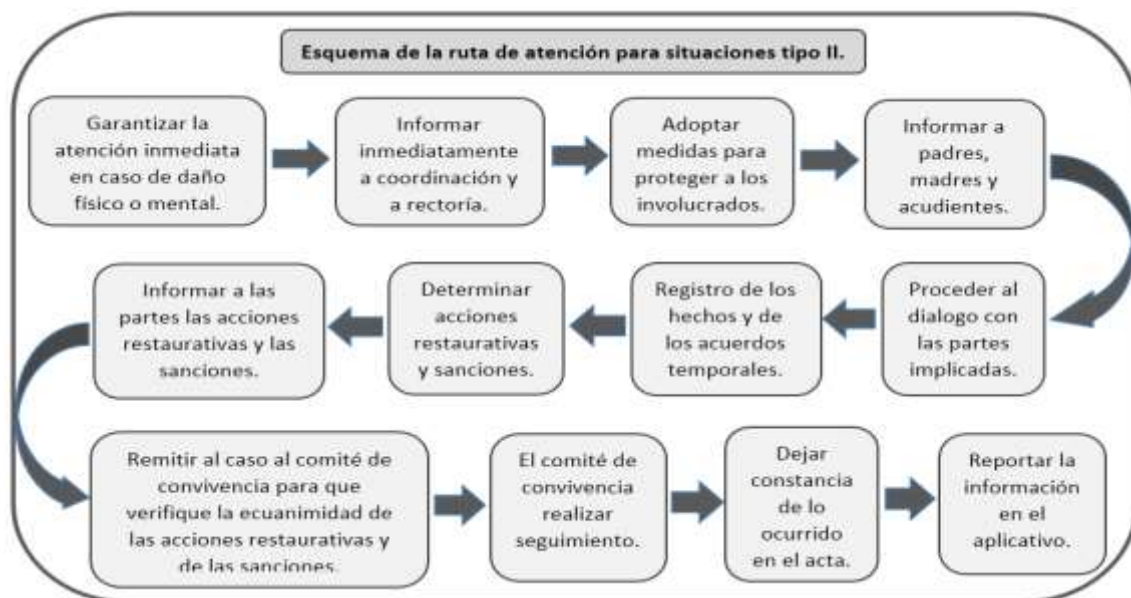 Esquema de la ruta de atención para situaciones tipo II.
Garantizar la
atención inmediata
en caso de daño
físico o mental.
Informar
inmediatamente
a coordinación y
a rectoría.
Adoptar
medidas para
proteger a los
involucrados.
Informar a
padres,
madres y
acudientes.
Proceder al
dialogo con
las partes
implicadas.
Registro de los
hechos y de
los acuerdos
temporales.
Determinar
acciones
restaurativas
y sanciones.
Informar a las
partes las acciones
restaurativas y las
sanciones.
Remitir al caso al comité de
convivencia para que
verifique la ecuanimidad de
las acciones restaurativas y
de las sanciones.
El comité de
convivencia
realizar
seguimiento.
Dejar
constancia
de lo
ocurrido
en el acta.
Reportar la
información
en el
aplicativo.